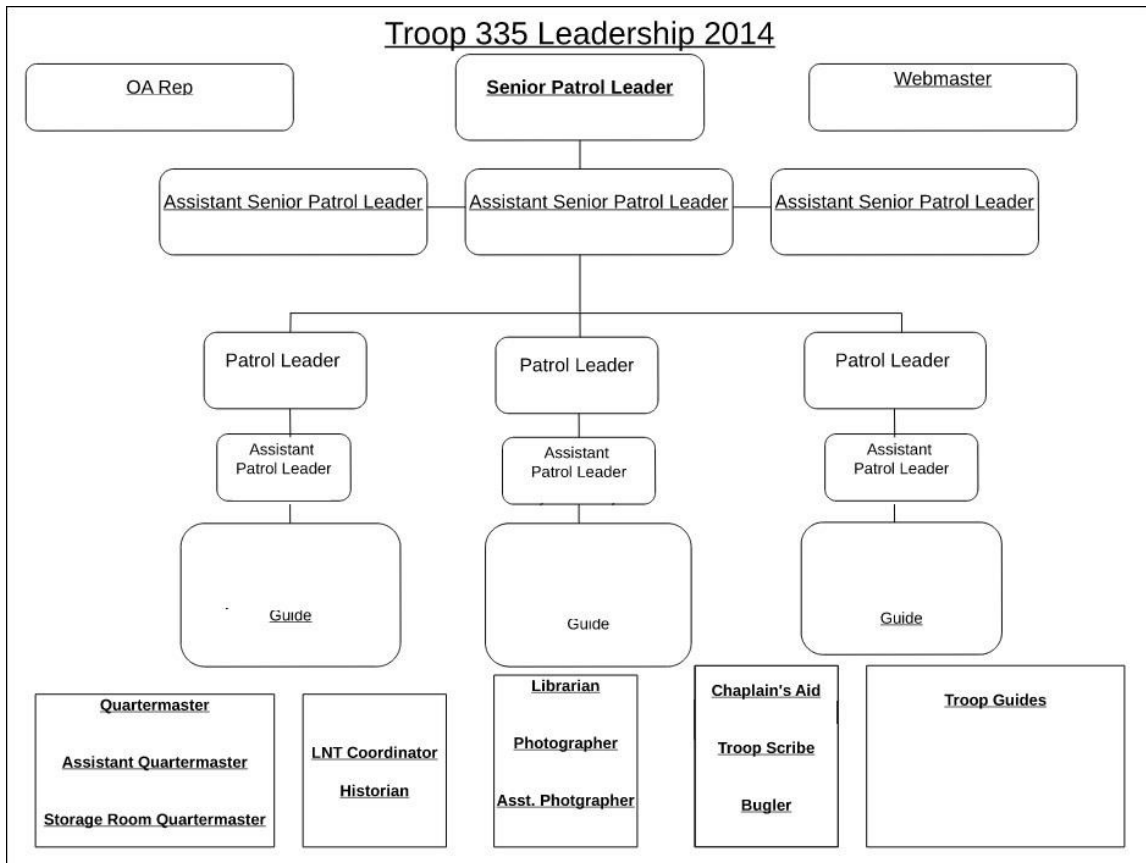 Troop 335 Leadership 2014
OA Rep
Senior Patrol Leader
Webmaster
Assistant Senior Patrol Leader
Assistant Senior Patrol Leader
Assistant Senior Patrol Leader
Patrol Leader
Patrol Leader
Patrol Leader
Assistant
Patrol Leader
Assistant
Patrol Leader
Assistant
Patrol Leader
Guide
Guide
Guide
Quartermaster
Assistant Quartermaster
Storage Room Quartermaster
LNT Coordinator
Historian
Librarian
Photographer
Asst. Photgrapher
Chaplain's Aid
Troop Scribe
Bugler
Troop Guides